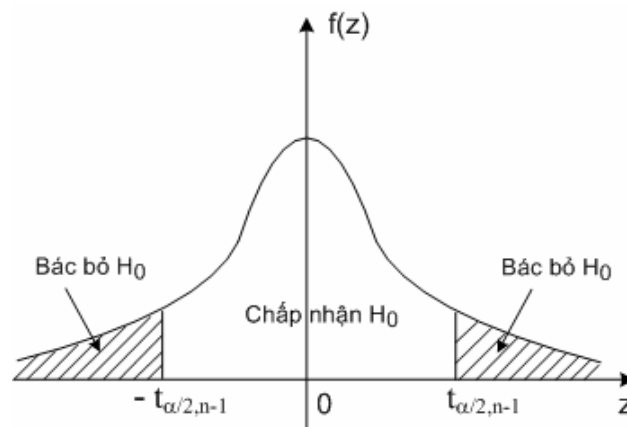 f(z)
Bác bỏ H0
Bác bỏ H0
Chấp nhận H0
- tα/2,n-1
0
tα/2,n-1
z